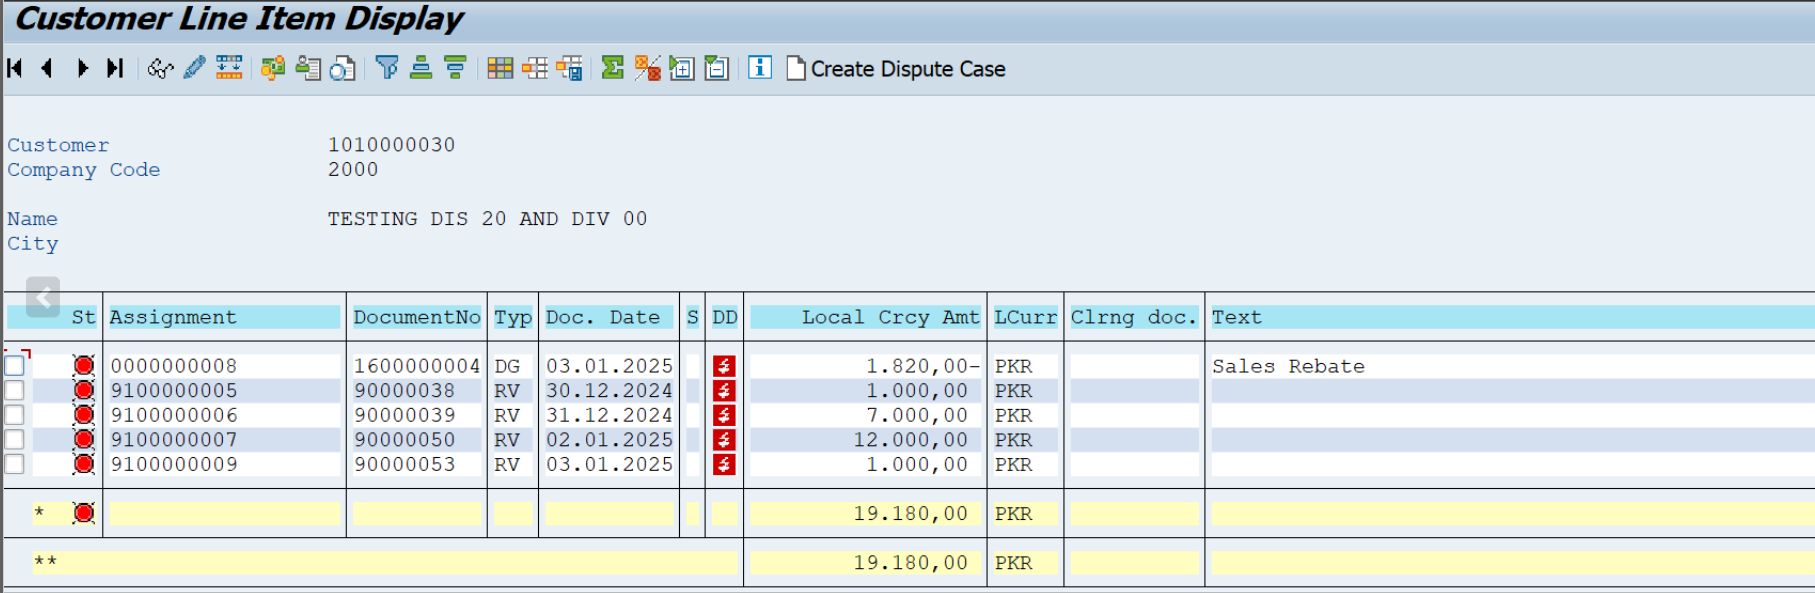 Customer Line Item Display
Create Dispute Case
Customer 1010000030
Company Code 2000
Name TESTING DIS 20 AND DIV 00
City
St Assignment DocumentNo Typ Doc. Date S DD Local Crcy Amt LCurr Clrng doc. Text
0000000008 1600000004 DG 03.01.2025 1.820,00- PKR Sales Rebate
9100000005 90000038 RV 30.12.2024 1.000,00 PKR
9100000006 90000039 RV 31.12.2024 7.000,00 PKR
9100000007 90000050 RV 02.01.2025 12.000,00 PKR
9100000009 90000053 RV 03.01.2025 1.000,00 PKR
* 19.180,00 PKR
** 19.180,00 PKR